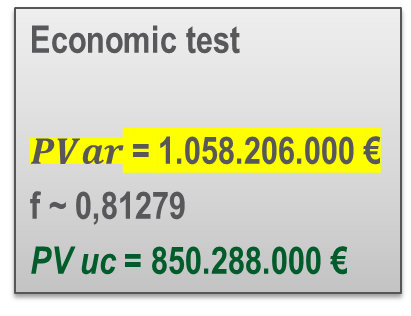 Economic test
PVar = 1.058.206.000 €
f ~ 0,81279
PV uc = 850.288.000 €